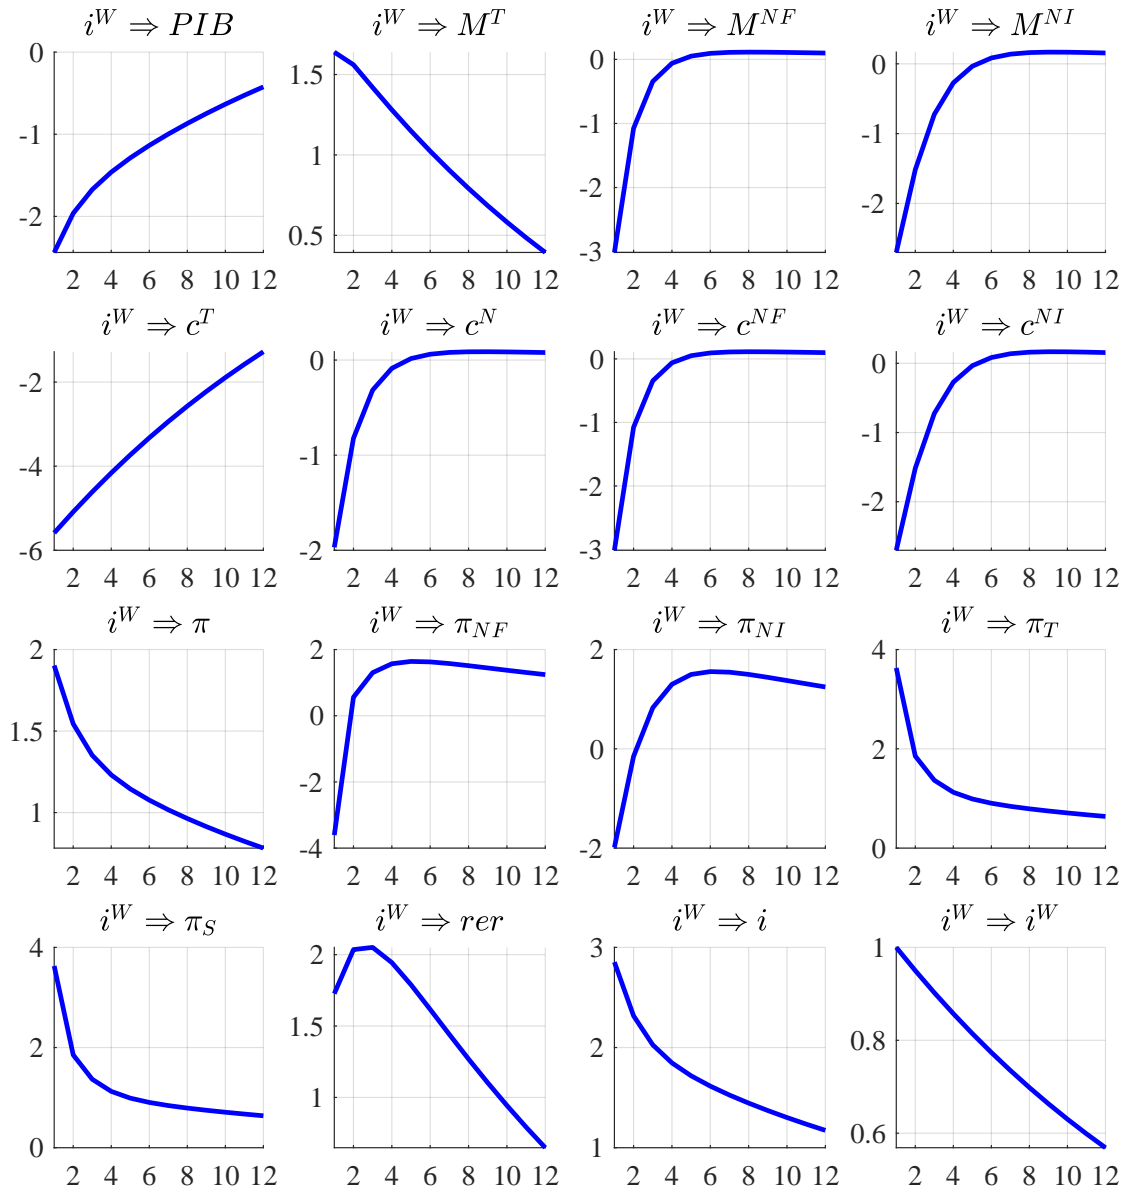 i^W ⇒ PIB i^W ⇒ M^T i^W ⇒ M^{NF} i^W ⇒ M^{NI}
0 -1 -2 2 4 6 8 10 12
1.5 1 0.5 2 4 6 8 10 12
0 -1 -2 -3 2 4 6 8 10 12
0 -2 2 4 6 8 10 12
i^W ⇒ c^T i^W ⇒ c^N i^W ⇒ c^{NF} i^W ⇒ c^{NI}
-2 -4 -6 2 4 6 8 10 12
0 -1 -2 2 4 6 8 10 12
0 -1 -2 -3 2 4 6 8 10 12
0 -1 -2 2 4 6 8 10 12
i^W ⇒ π i^W ⇒ π_{NF} i^W ⇒ π_{NI} i^W ⇒ π_T
2 1.5 1 2 4 6 8 10 12
2 0 -2 -4 2 4 6 8 10 12
2 0 -2 2 4 6 8 10 12
4 2 0 2 4 6 8 10 12
i^W ⇒ π_S i^W ⇒ rer i^W ⇒ i i^W ⇒ i^W
4 2 0 2 4 6 8 10 12
2 1.5 1 2 4 6 8 10 12
3 2 1 2 4 6 8 10 12
1 0.8 0.6 2 4 6 8 10 12